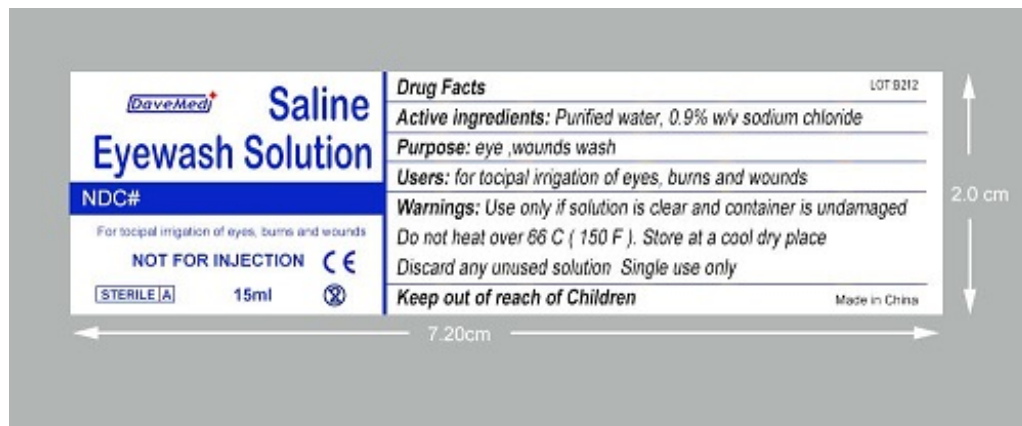 DaveMed
Saline
Eyewash Solution
NDC#
For tocipal irrigation of eyes, burns and wounds
NOT FOR INJECTION CE
STERILE A 15ml 2
Drug Facts LOT:B212
Active ingredients: Purified water, 0.9% w/v sodium chloride
Purpose: eye ,wounds wash
Users: for tocipal irrigation of eyes, burns and wounds
Warnings: Use only if solution is clear and container is undamaged
Do not heat over 66 C ( 150 F ). Store at a cool dry place
Discard any unused solution Single use only
Keep out of reach of Children Made in China
2.0 cm
7.20cm